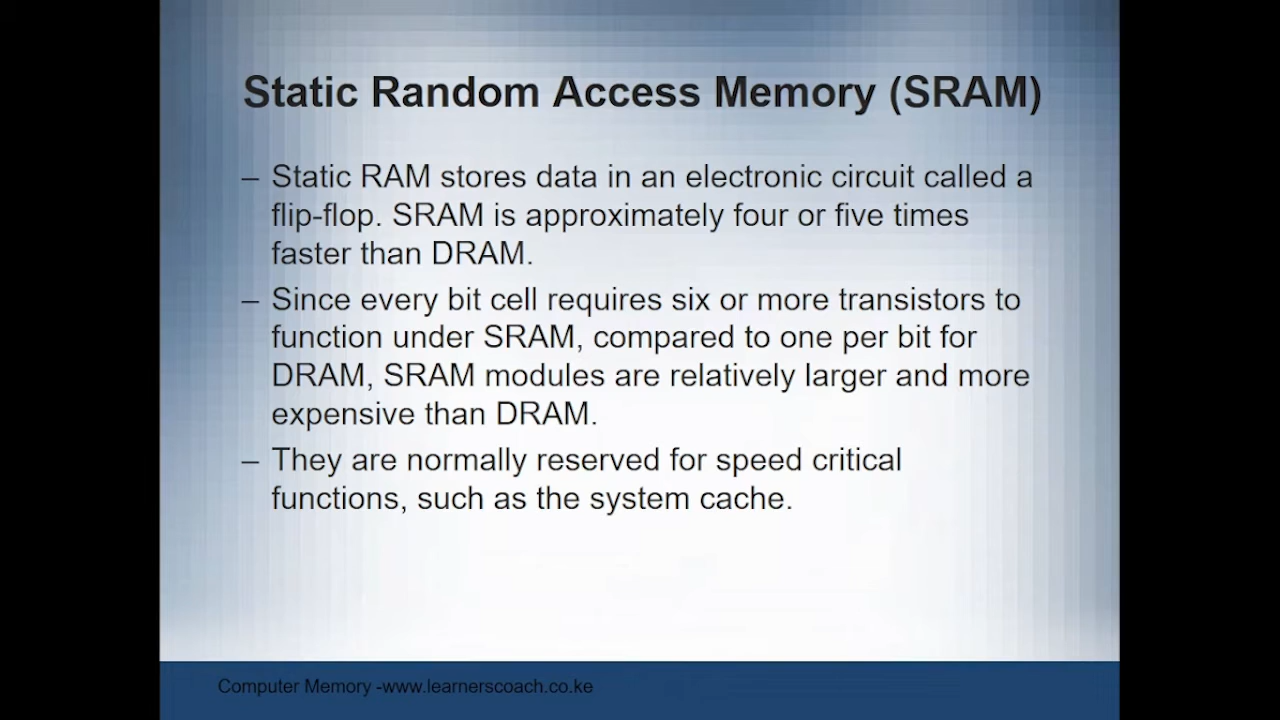 Static Random Access Memory (SRAM)
– Static RAM stores data in an electronic circuit called a
flip-flop. SRAM is approximately four or five times
faster than DRAM.
– Since every bit cell requires six or more transistors to
function under SRAM, compared to one per bit for
DRAM, SRAM modules are relatively larger and more
expensive than DRAM.
– They are normally reserved for speed critical
functions, such as the system cache.
Computer Memory -www.learnerscoach.co.ke